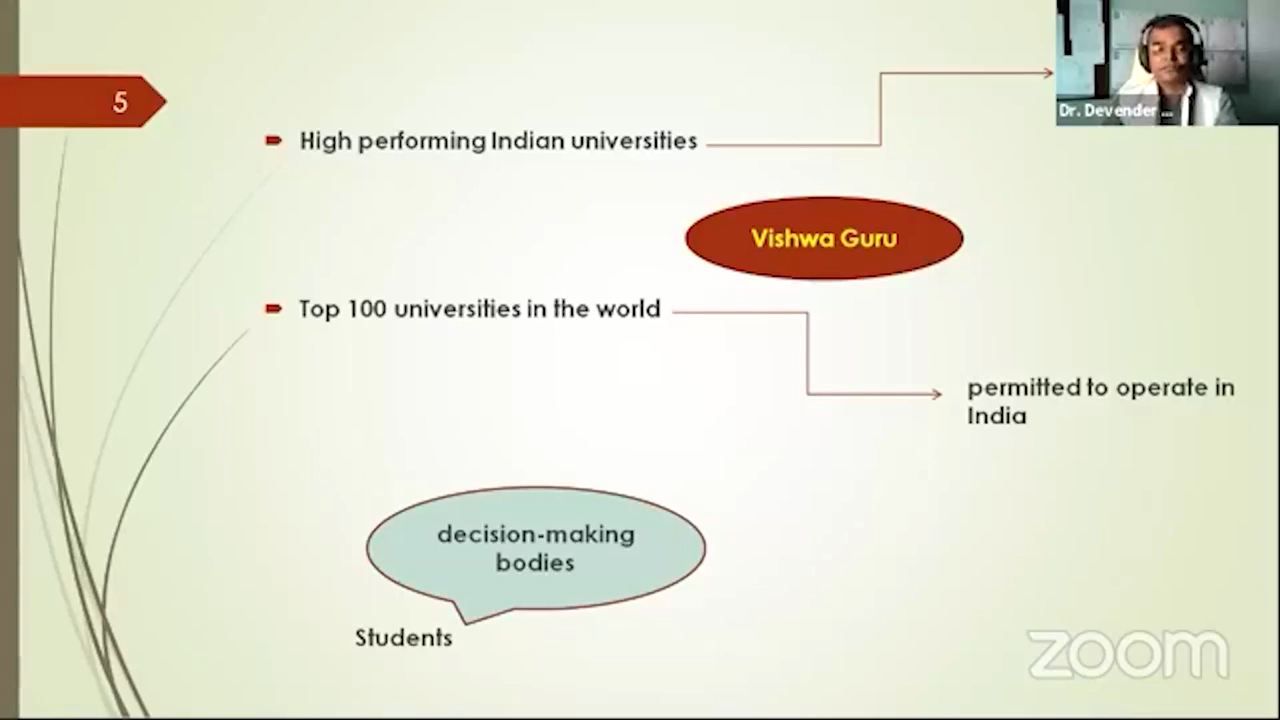 5
Dr. Devender ...
High performing Indian universities
Vishwa Guru
Top 100 universities in the world
permitted to operate in
India
decision-making
bodies
Students
zoom